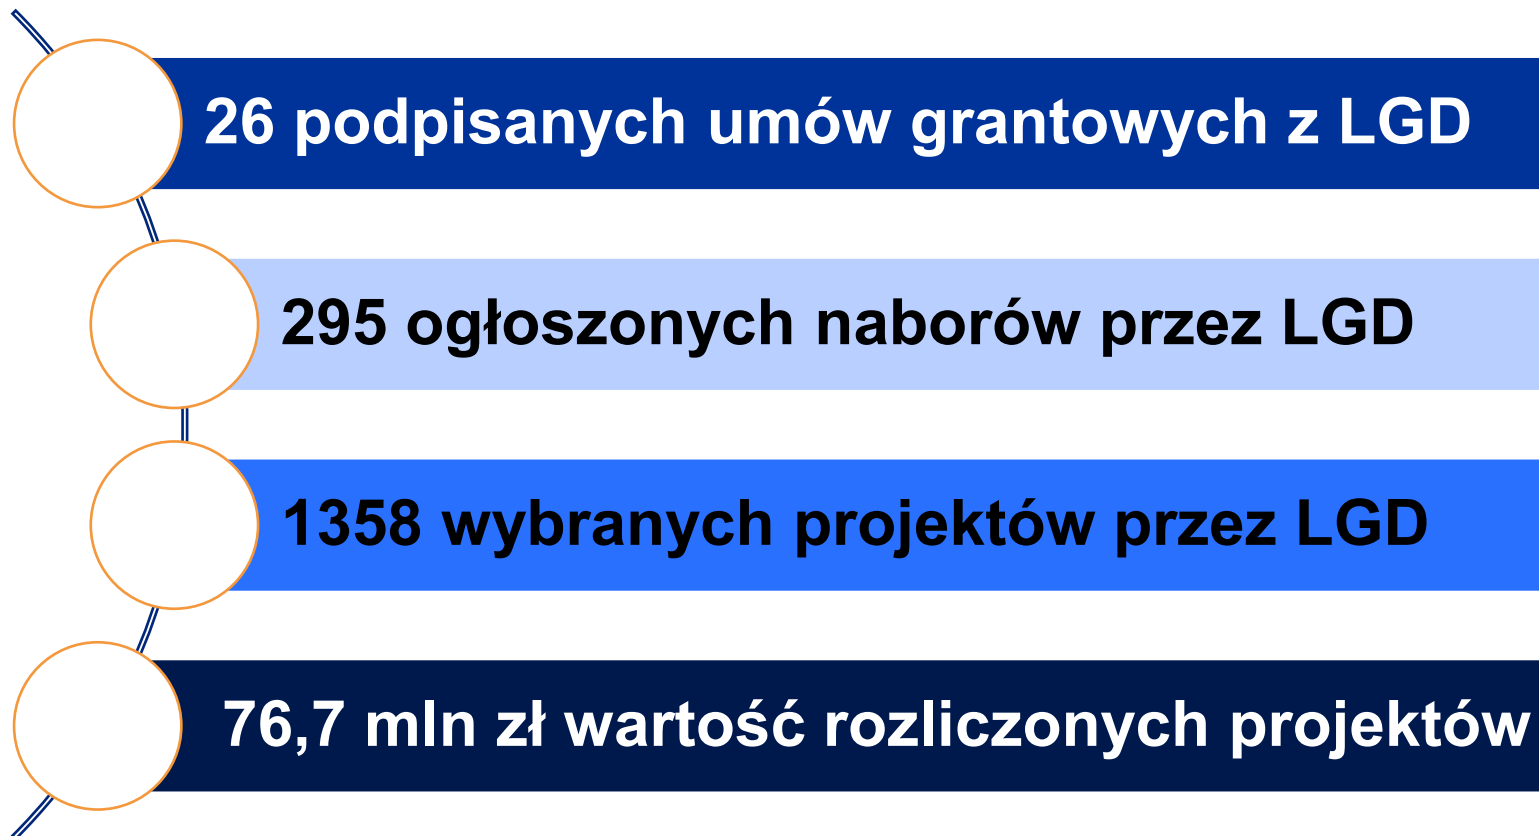 26 podpisanych umów grantowych z LGD
295 ogłoszonych naborów przez LGD
1358 wybranych projektów przez LGD
76,7 mln zł wartość rozliczonych projektów